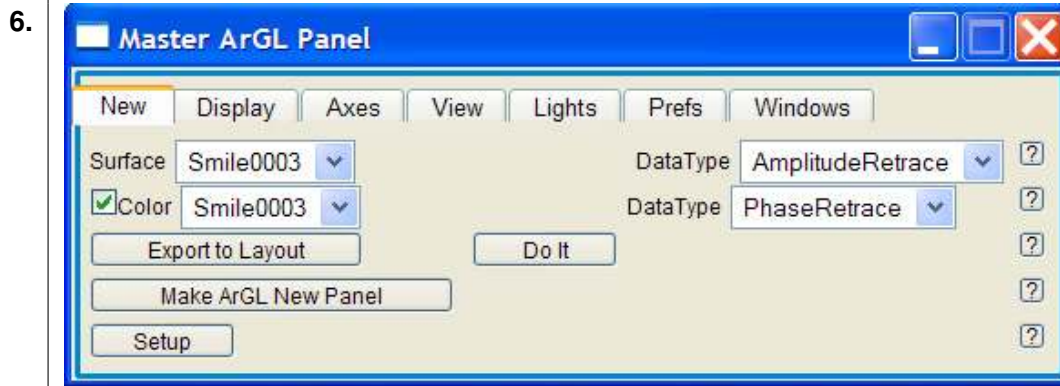 6.
Master ArGL Panel
New Display Axes View Lights Prefs Windows
Surface Smile0003 DataType AmplitudeRetrace ?
Color Smile0003 DataType PhaseRetrace ?
Export to Layout Do It ?
Make ArGL New Panel ?
Setup ?